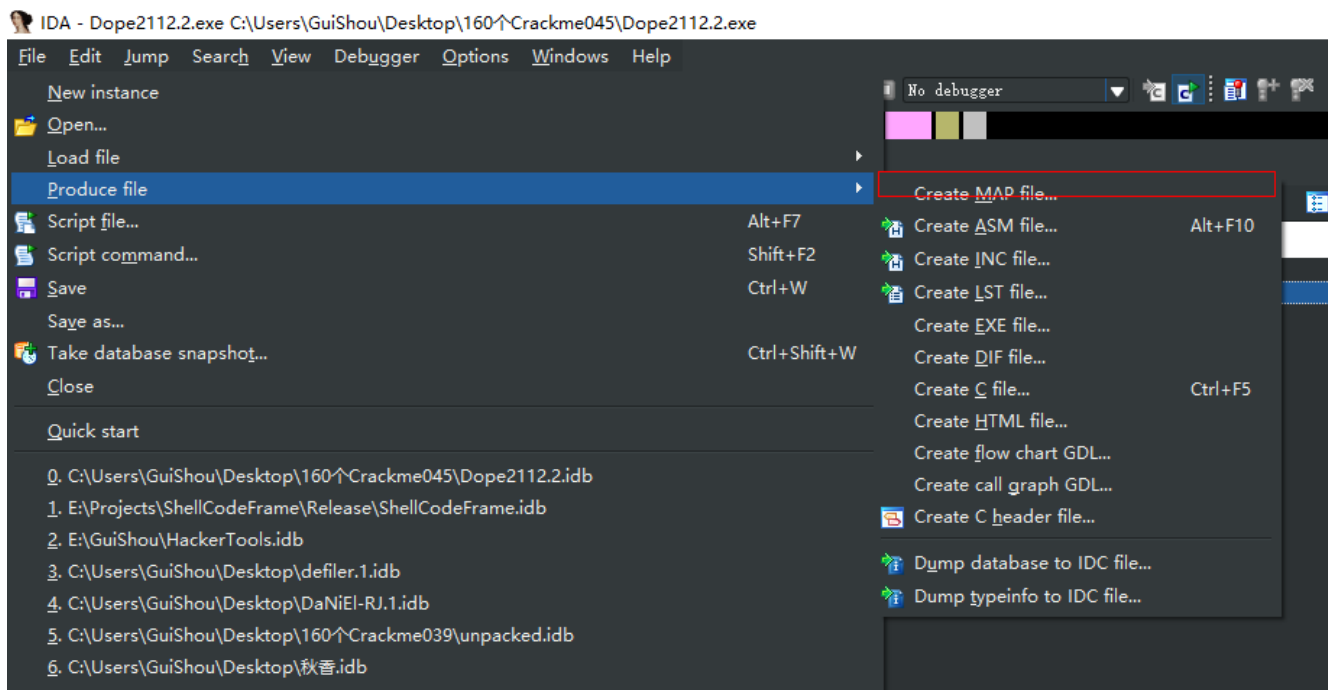 IDA - Dope2112.2.exe C:\Users\GuiShou\Desktop\160个Crackme045\Dope2112.2.exe
File Edit Jump Search View Debugger Options Windows Help
New instance
No debugger
Open...
Load file
Produce file
Create MAP file...
Script file... Alt+F7
Create ASM file... Alt+F10
Script command... Shift+F2
Create INC file...
Save Ctrl+W
Create LST file...
Save as...
Create EXE file...
Take database snapshot... Ctrl+Shift+W
Create DIF file...
Close
Create C file... Ctrl+F5
Create HTML file...
Quick start
Create flow chart GDL...
0. C:\Users\GuiShou\Desktop\160个Crackme045\Dope2112.2.idb
Create call graph GDL...
1. E:\Projects\ShellCodeFrame\Release\ShellCodeFrame.idb
Create C header file...
2. E:\GuiShou\HackerTools.idb
Dump database to IDC file...
3. C:\Users\GuiShou\Desktop\defiler.1.idb
Dump typeinfo to IDC file...
4. C:\Users\GuiShou\Desktop\DaNiEl-RJ.1.idb
5. C:\Users\GuiShou\Desktop\160个Crackme039\unpacked.idb
6. C:\Users\GuiShou\Desktop\秋香.idb